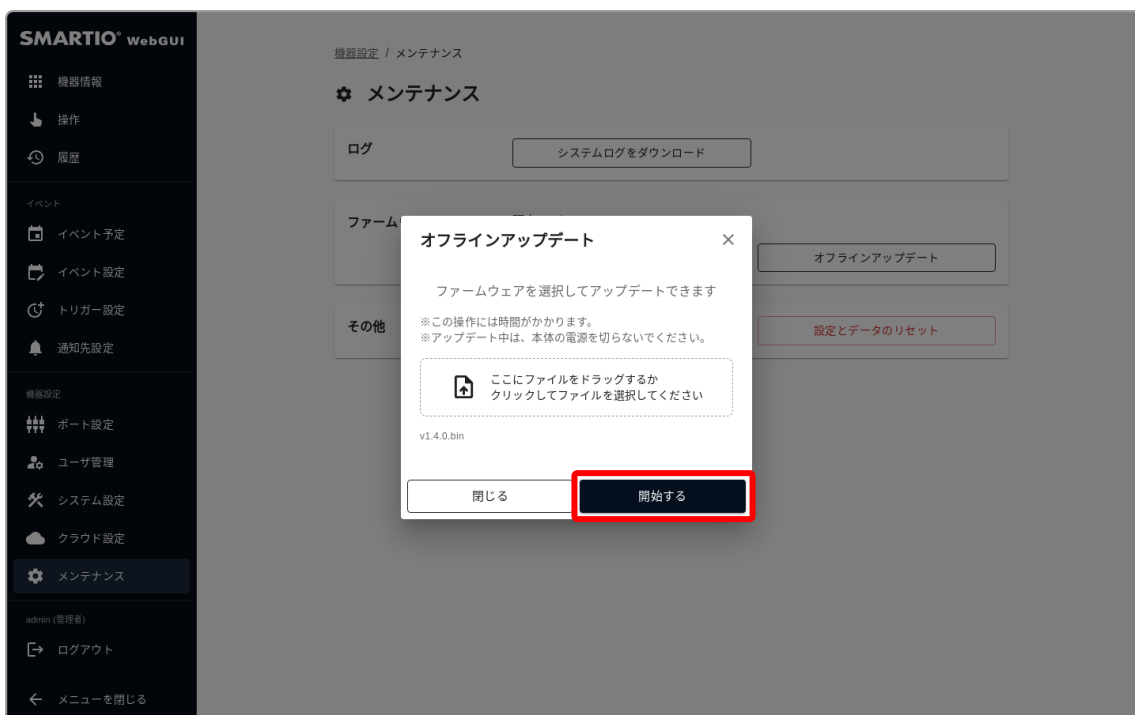 SMARTIO® WebGUI
機器情報
操作
履歴
イベント
イベント予定
イベント設定
トリガー設定
通知先設定
機器設定
ポート設定
ユーザ管理
システム設定
クラウド設定
メンテナンス
admin (管理者)
ログアウト
メニューを閉じる
機器設定 / メンテナンス
メンテナンス
ログ
システムログをダウンロード
ファーム
オフラインアップデート
その他
設定とデータのリセット
オフラインアップデート
ファームウェアを選択してアップデートできます
※この操作には時間がかかります。
※アップデート中は、本体の電源を切らないでください。
ここにファイルをドラッグするか
クリックしてファイルを選択してください
v1.4.0.bin
閉じる
開始する